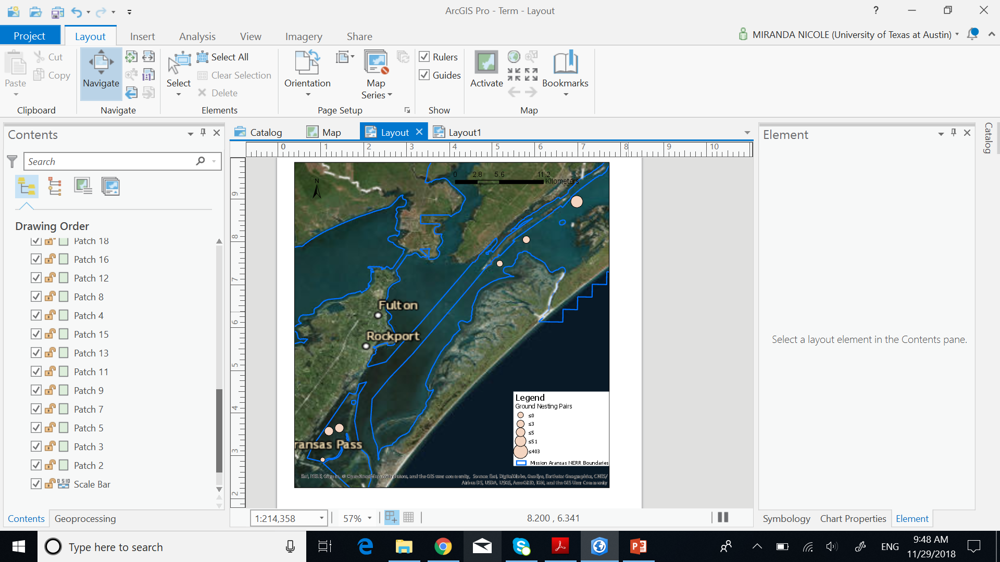 ArcGIS Pro - Term - Layout
?
Project
Layout
Insert
Analysis
View
Imagery
Share
MIRANDA NICOLE (University of Texas at Austin)
Paste
Cut
Copy
Clipboard
Navigate
Navigate
Select
Select All
Clear Selection
Delete
Elements
Orientation
Map
Series
Page Setup
Rulers
Guides
Show
Activate
Bookmarks
Map
Contents
Search
Drawing Order
Patch 18
Patch 16
Patch 12
Patch 8
Patch 4
Patch 15
Patch 13
Patch 11
Patch 9
Patch 7
Patch 5
Patch 3
Patch 2
Scale Bar
Contents
Geoprocessing
Catalog
Map
Layout
Layout1
0 1 2 3 4 5 6 7 8 9 10
9
8
7
6
5
4
3
2
N
0 2.8 5.6 11.2
Kilometers
Fulton
Rockport
ransas Pass
Legend
Ground Nesting Pairs
≤0
≤3
≤5
≤51
≤403
Mission Aransas NERR Boundaries
Esri, HERE, Garmin, © OpenStreetMap contributors, and the GIS user community, Source: Esri, DigitalGlobe, GeoEye, Earthstar Geographics, CNES/
Airbus DS, USDA, USGS, AeroGRID, IGN, and the GIS User Community
1:214,358
57%
8.200 , 6.341
Element
Select a layout element in the Contents pane.
Symbology
Chart Properties
Element
Catalog
Type here to search
ENG
9:48 AM
11/29/2018